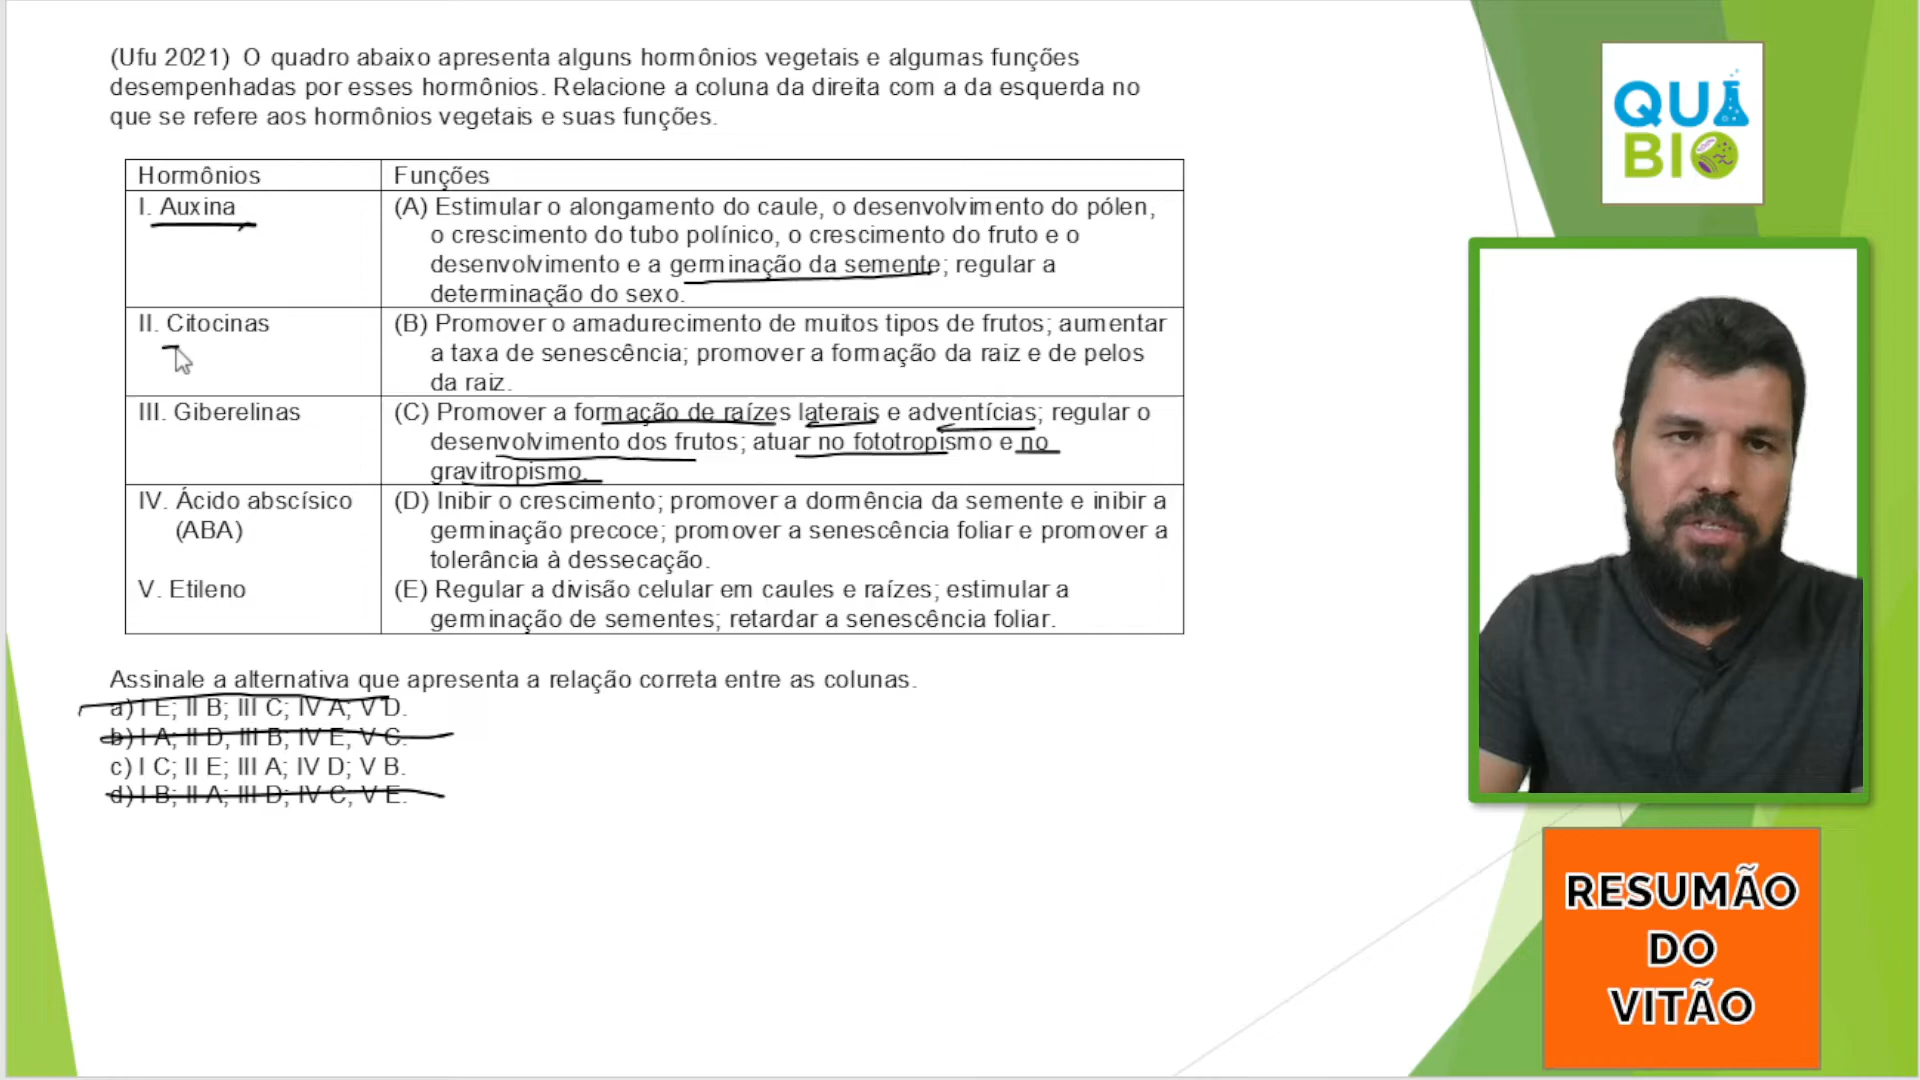 (Ufu 2021) O quadro abaixo apresenta alguns hormônios vegetais e algumas funções
desempenhadas por esses hormônios. Relacione a coluna da direita com a da esquerda no
que se refere aos hormônios vegetais e suas funções.
Hormônios Funções
I. Auxina (A) Estimular o alongamento do caule, o desenvolvimento do pólen,
o crescimento do tubo polínico, o crescimento do fruto e o
desenvolvimento e a germinação da semente; regular a
determinação do sexo.
II. Citocinas (B) Promover o amadurecimento de muitos tipos de frutos; aumentar
a taxa de senescência; promover a formação da raiz e de pelos
da raiz.
III. Giberelinas (C) Promover a formação de raízes laterais e adventícias; regular o
desenvolvimento dos frutos; atuar no fototropismo e no
gravitropismo.
IV. Ácido abscísico (D) Inibir o crescimento; promover a dormência da semente e inibir a
(ABA) germinação precoce; promover a senescência foliar e promover a
tolerância à dessecação.
V. Etileno (E) Regular a divisão celular em caules e raízes; estimular a
germinação de sementes; retardar a senescência foliar.
Assinale a alternativa que apresenta a relação correta entre as colunas.
a) I E; II B; III C; IV A; V D.
b) I A; II D; III B; IV E; V C.
c) I C; II E; III A; IV D; V B.
d) I B; II A; III D; IV C; V E.
QUI
BIO
RESUMÃO
DO
VITÃO